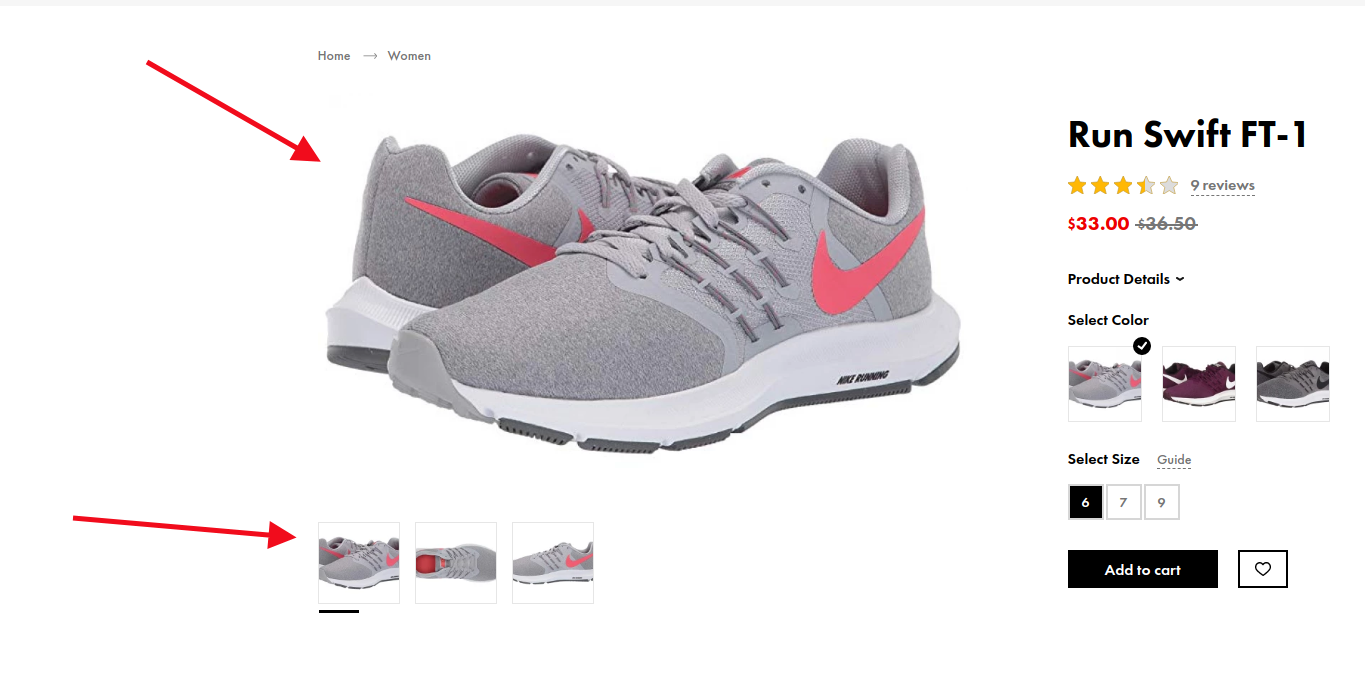 Home → Women
Run Swift FT-1
9 reviews
$33.00 $36.50
Product Details
Select Color
NIKE RUNNING
Select Size Guide
6 7 9
Add to cart